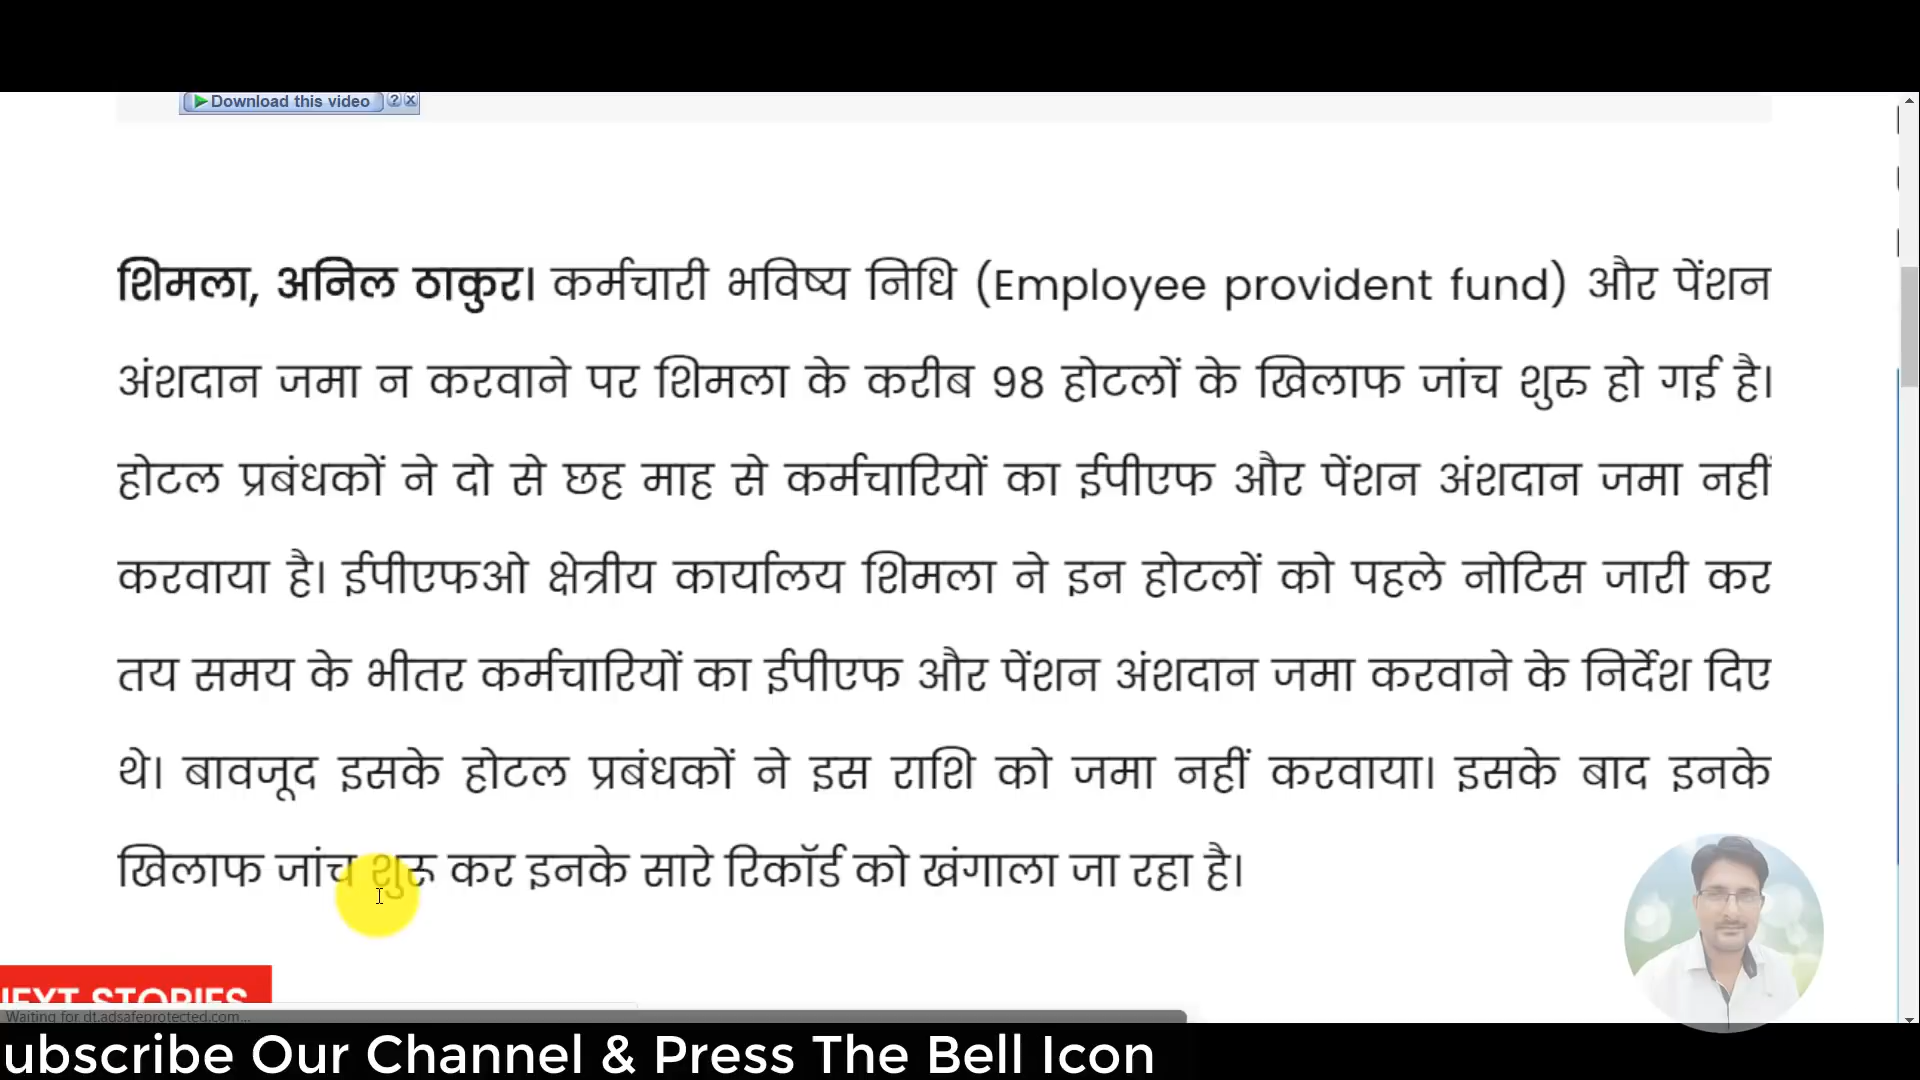 Download this video
शिमला, अनिल ठाकुर। कर्मचारी भविष्य निधि (Employee provident fund) और पेंशन
अंशदान जमा न करवाने पर शिमला के करीब 98 होटलों के खिलाफ जांच शुरु हो गई है।
होटल प्रबंधकों ने दो से छह माह से कर्मचारियों का ईपीएफ और पेंशन अंशदान जमा नहीं
करवाया है। ईपीएफओ क्षेत्रीय कार्यालय शिमला ने इन होटलों को पहले नोटिस जारी कर
तय समय के भीतर कर्मचारियों का ईपीएफ और पेंशन अंशदान जमा करवाने के निर्देश दिए
थे। बावजूद इसके होटल प्रबंधकों ने इस राशि को जमा नहीं करवाया। इसके बाद इनके
खिलाफ जांच शुरू कर इनके सारे रिकॉर्ड को खंगाला जा रहा है।
NEXT STORIES
Waiting for dt.adsafeprotected.com...
ubscribe Our Channel & Press The Bell Icon